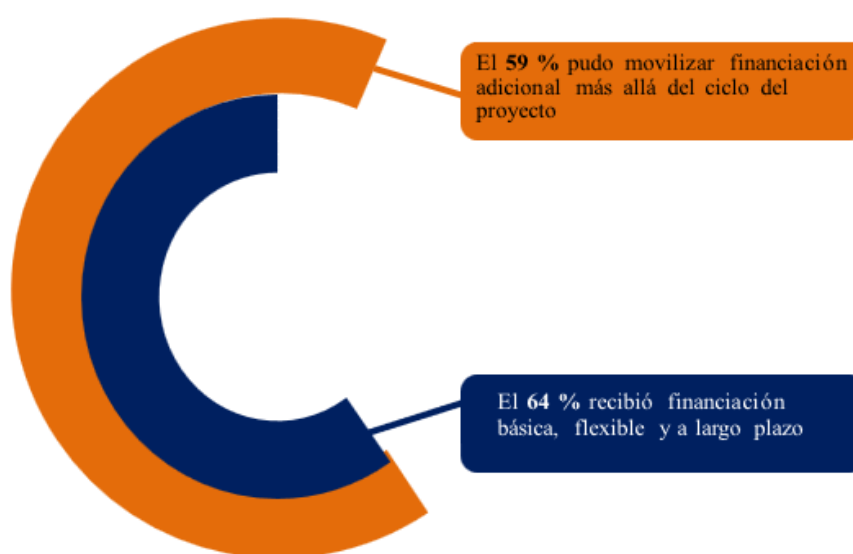 El 59 % pudo movilizar financiación
adicional más allá del ciclo del
proyecto
El 64 % recibió financiación
básica, flexible y a largo plazo